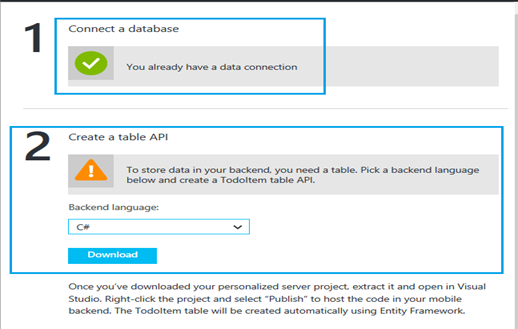 1
Connect a database
You already have a data connection
2
Create a table API
To store data in your backend, you need a table. Pick a backend language
below and create a TodoItem table API.
Backend language:
C#
Download
Once you've downloaded your personalized server project, extract it and open in Visual
Studio. Right-click the project and select "Publish" to host the code in your mobile
backend. The TodoItem table will be created automatically using Entity Framework.